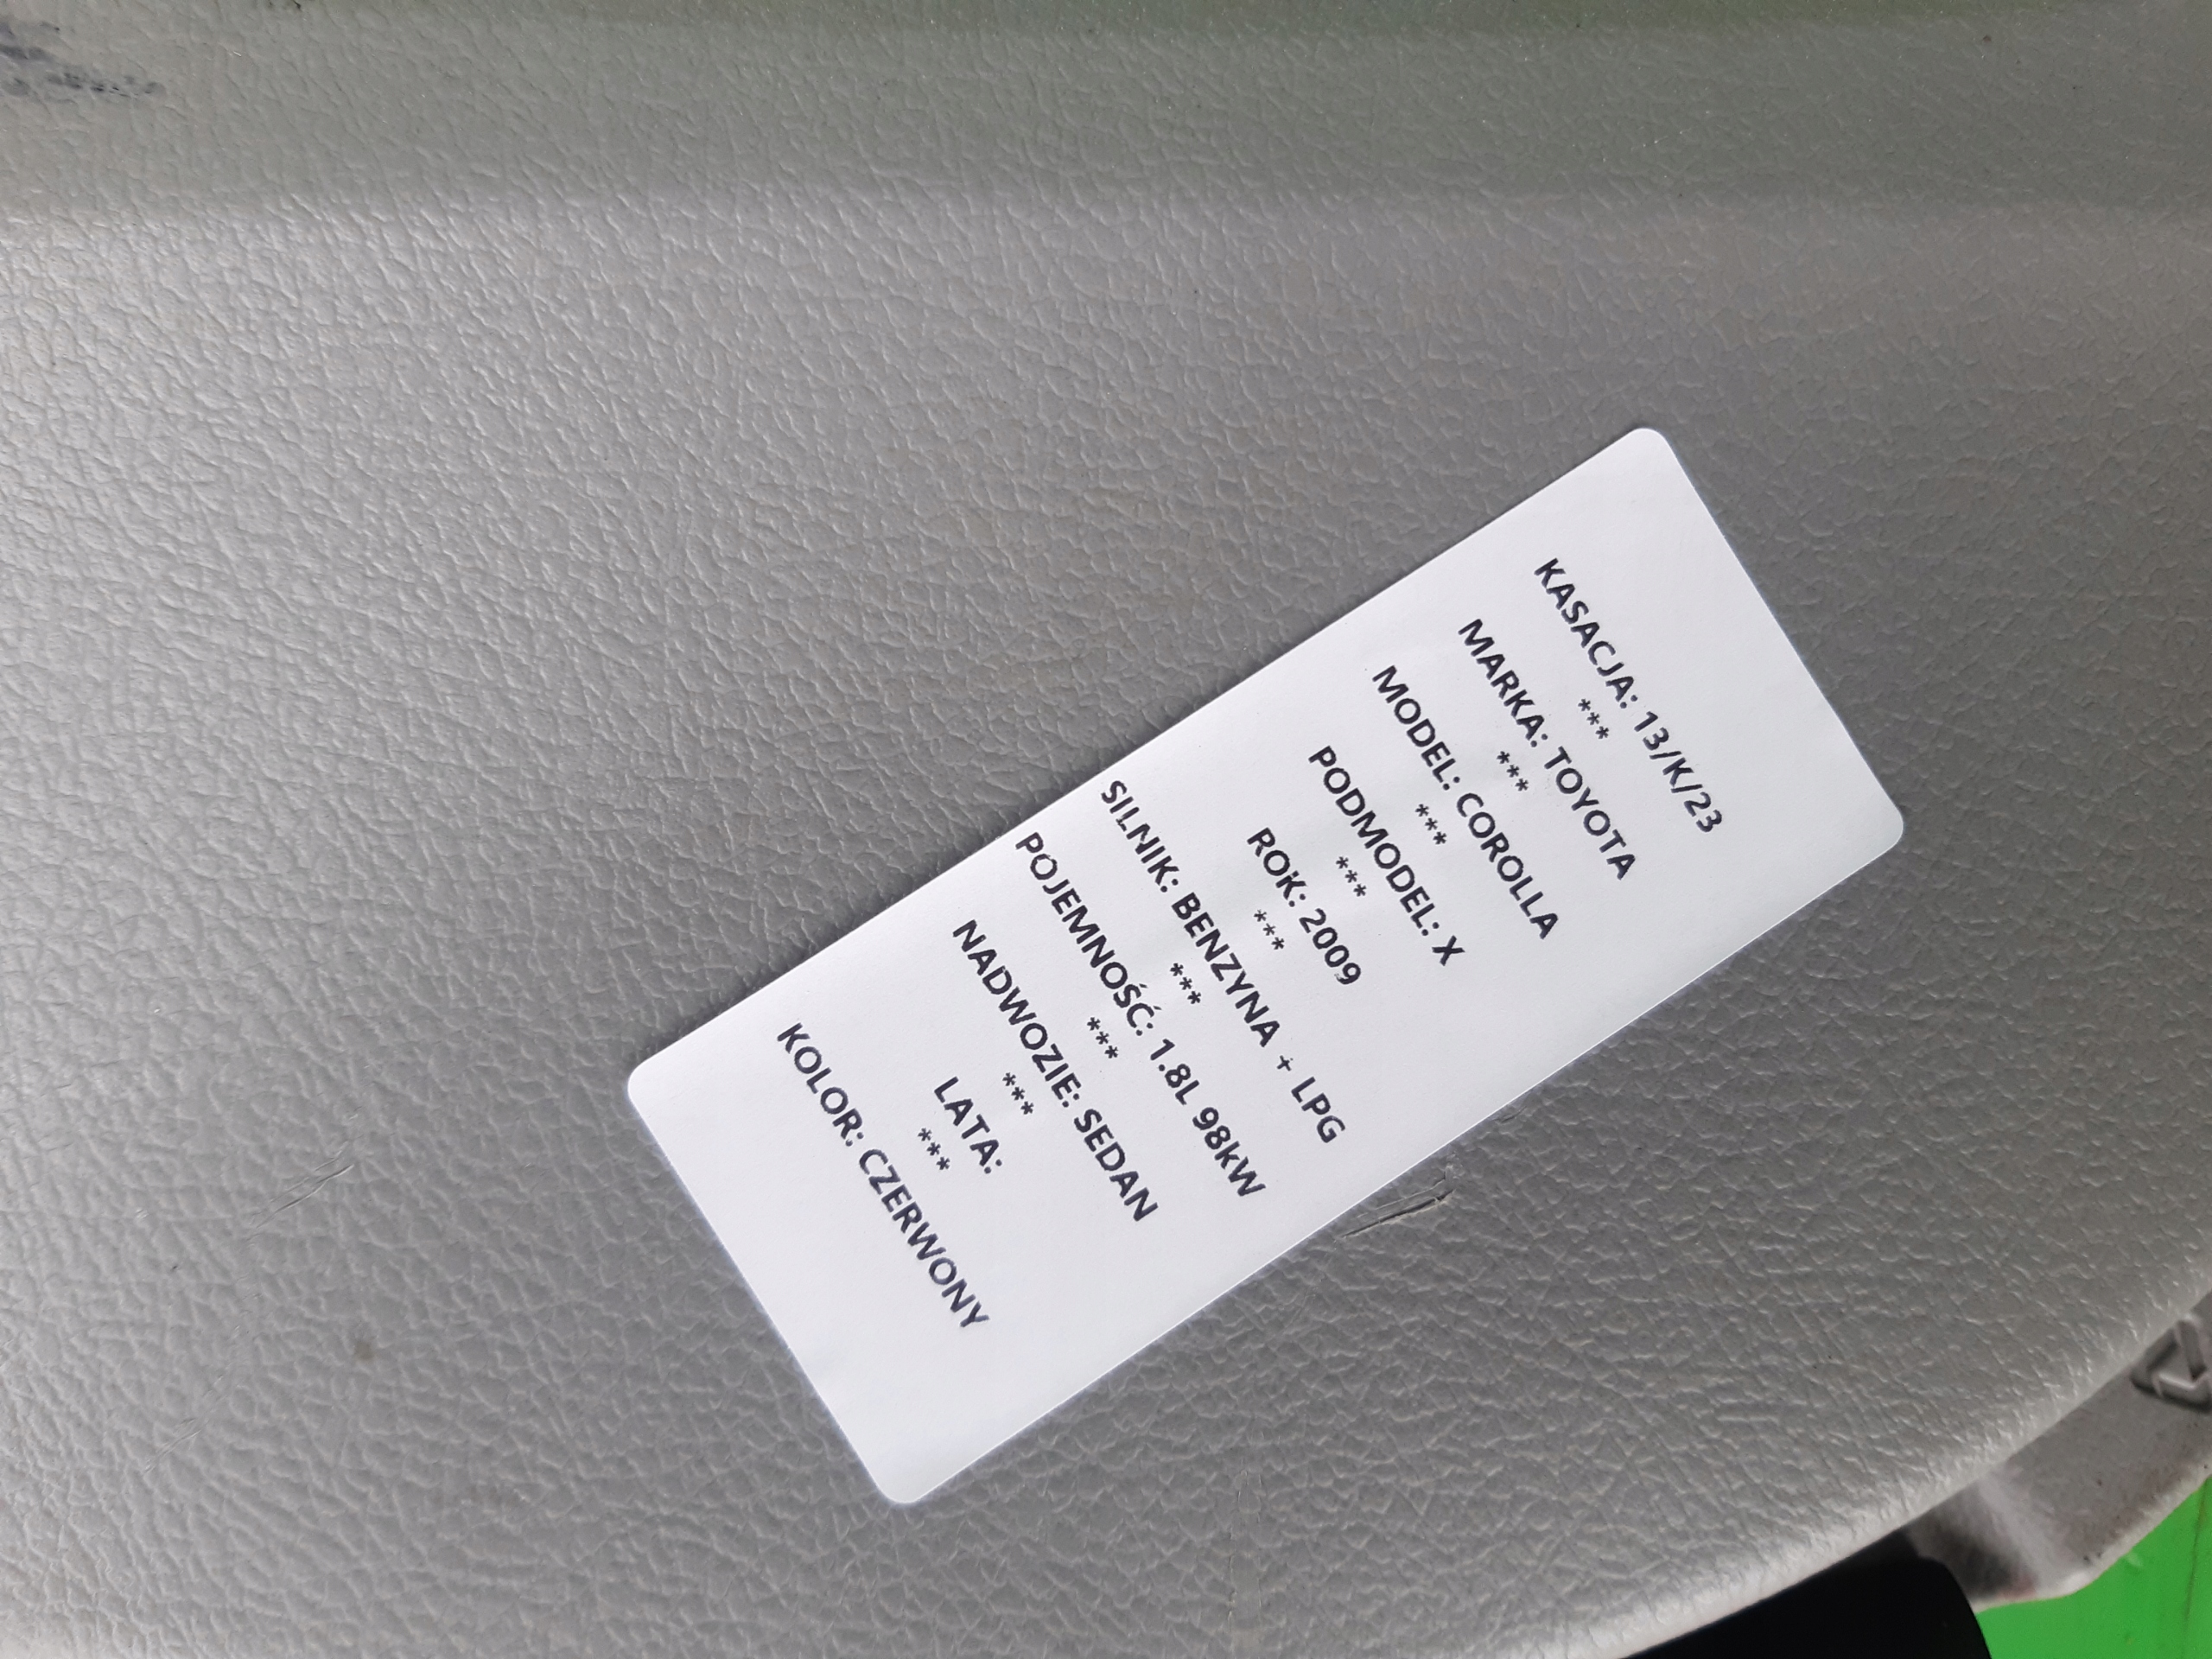 KASACJA: 13/K/23
***
MARKA: TOYOTA
***
MODEL: COROLLA
***
PODMODEL: X
***
ROK: 2009
***
SILNIK: BENZYNA + LPG
***
POJEMNOŚĆ: 1.8L 98kW
***
NADWOZIE: SEDAN
***
LATA:
***
KOLOR: CZERWONY